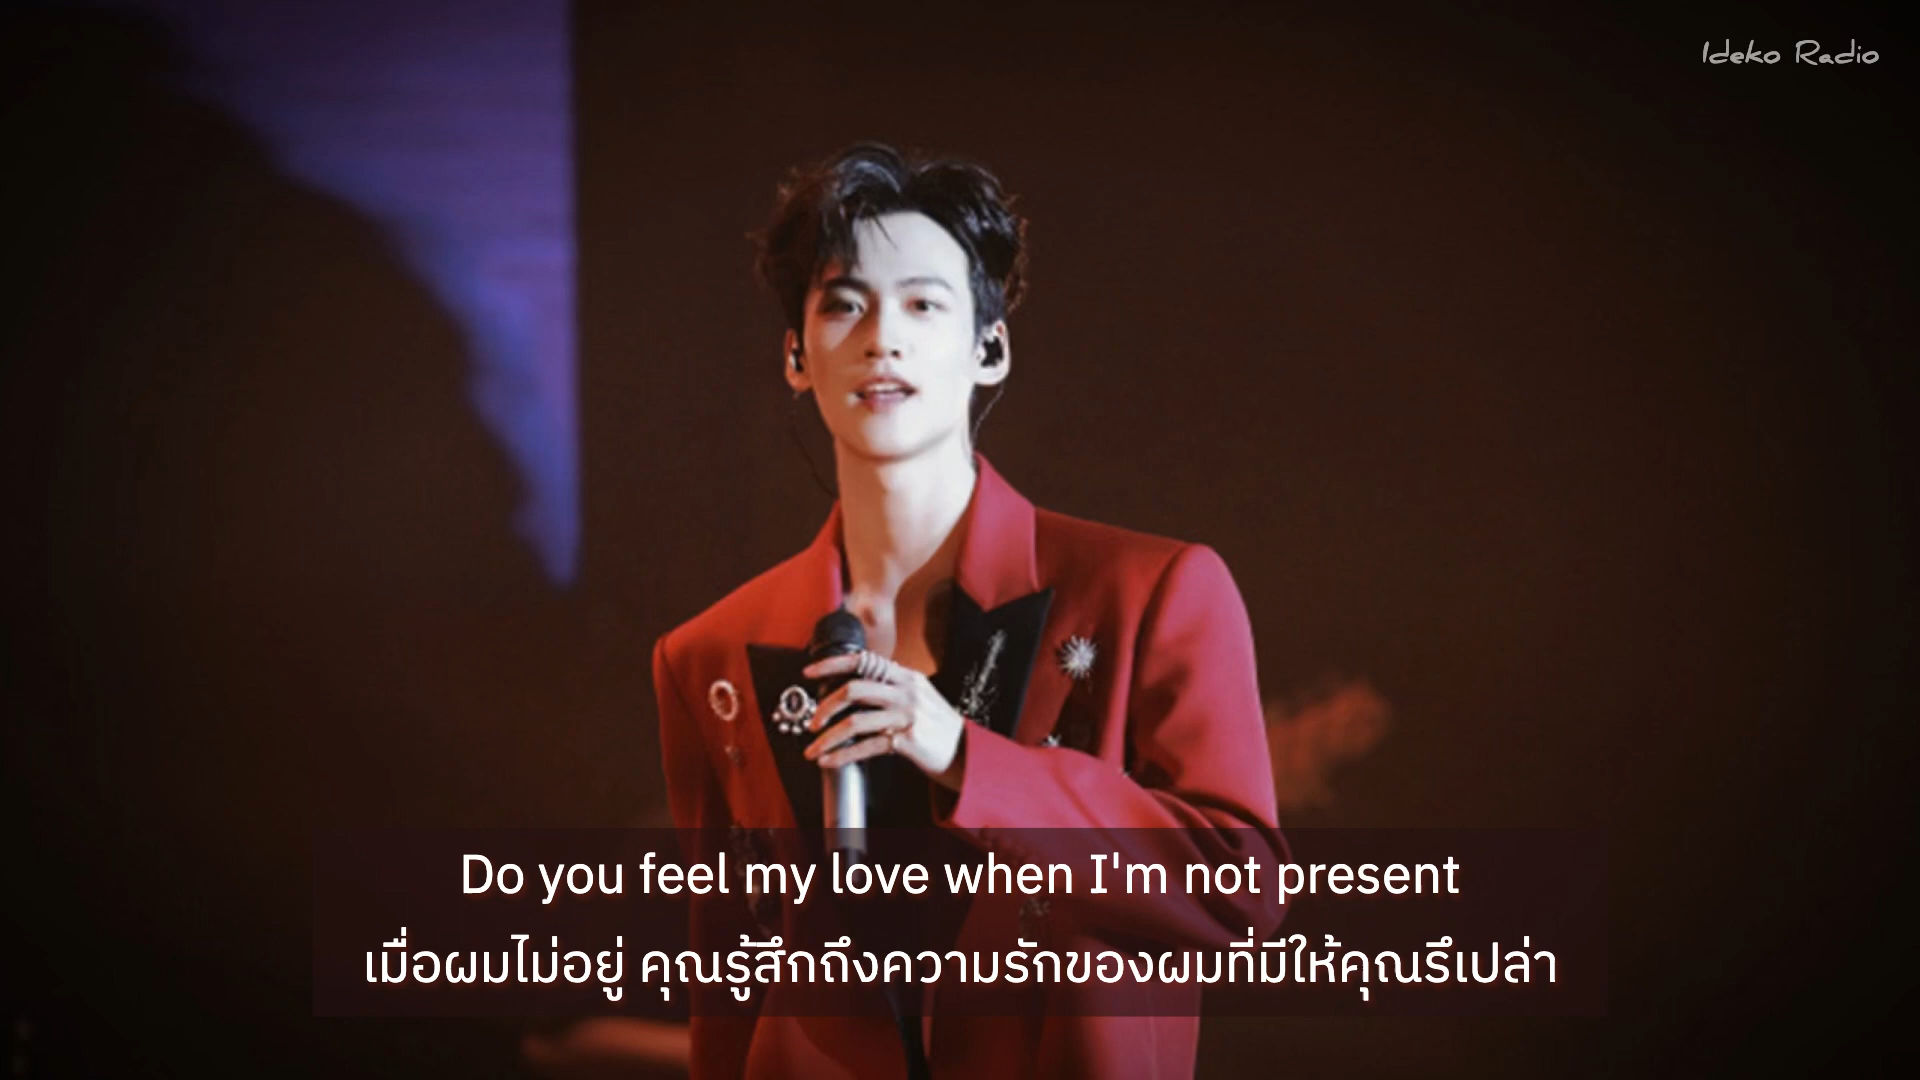 Ideko Radio
Do you feel my love when I'm not present
เมื่อผมไม่อยู่ คุณรู้สึกถึงความรักของผมที่มีให้คุณรึเปล่า